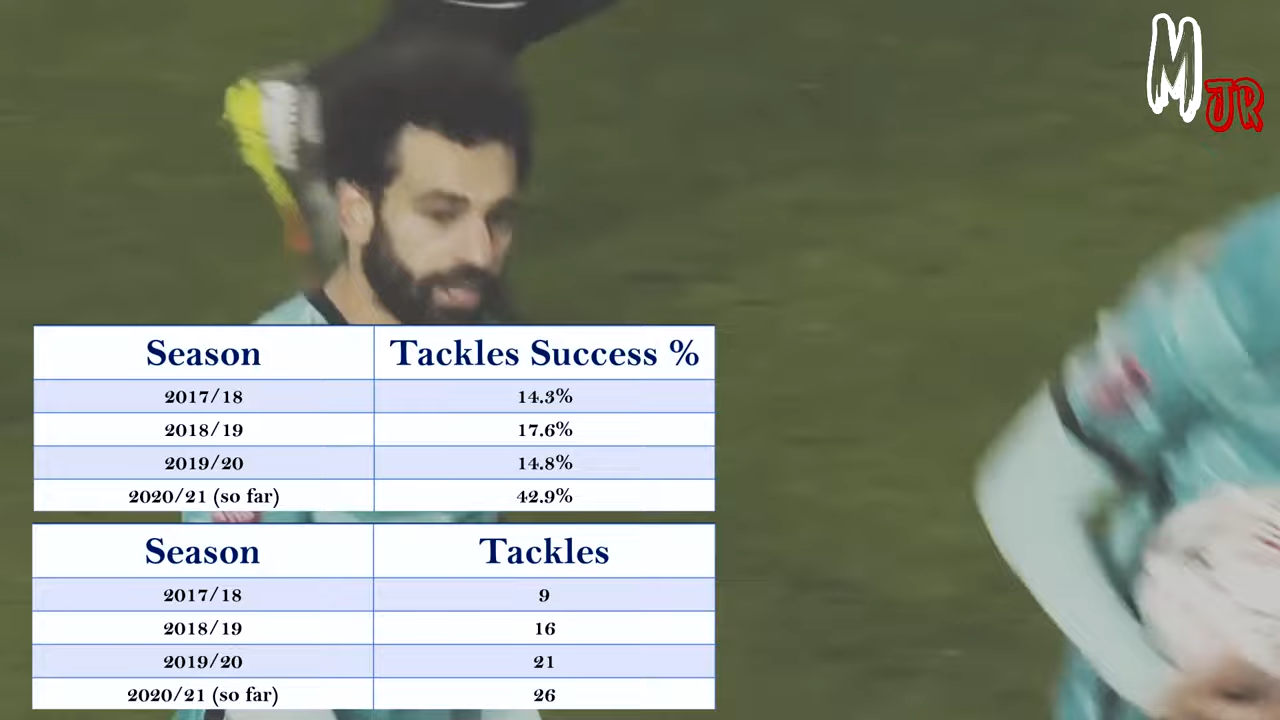 M JR
Season Tackles Success %
2017/18 14.3%
2018/19 17.6%
2019/20 14.8%
2020/21 (so far) 42.9%
Season Tackles
2017/18 9
2018/19 16
2019/20 21
2020/21 (so far) 26